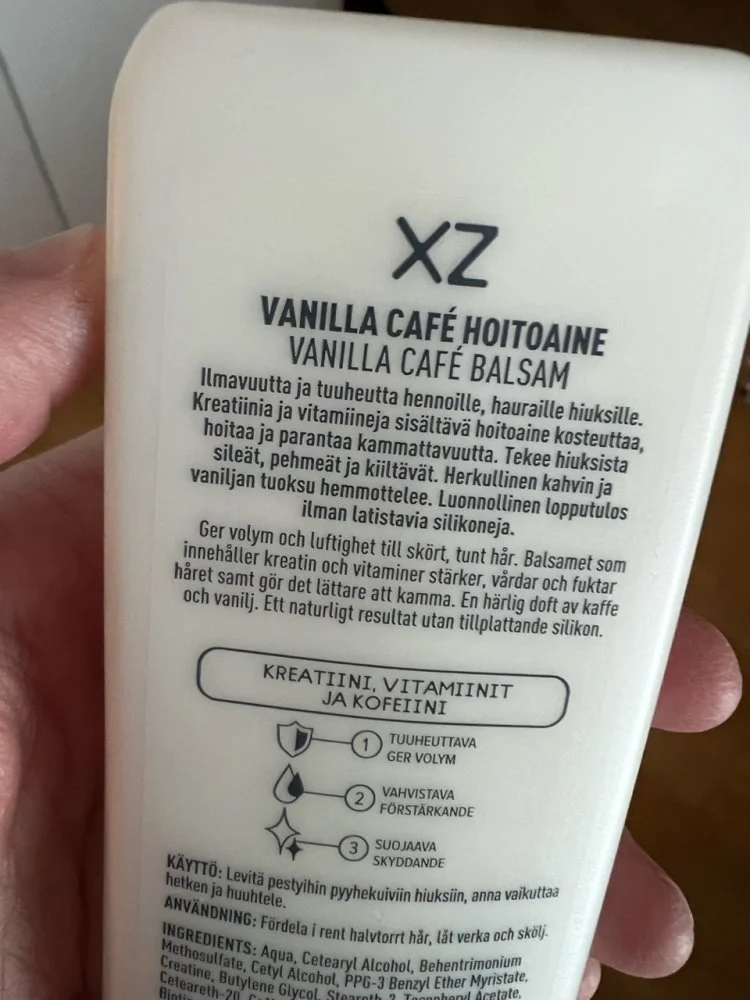 XZ
VANILLA CAFÉ HOITOAINE
VANILLA CAFÉ BALSAM
Ilmavuutta ja tuuheutta hennoille, hauraille hiuksille.
Kreatiinia ja vitamiineja sisältävä hoitoaine kosteuttaa,
hoitaa ja parantaa kammattavuutta. Tekee hiuksista
sileät, pehmeät ja kiiltävät. Herkullinen kahvin ja
vaniljan tuoksu hemmottelee. Luonnollinen lopputulos
ilman latistavia silikoneja.
Ger volym och luftighet till skört, tunt hår. Balsamet som
innehåller kreatin och vitaminer stärker, vårdar och fuktar
håret samt gör det lättare att kamma. En härlig doft av kaffe
och vanilj. Ett naturligt resultat utan tillplattande silikon.
KREATIINI, VITAMIINIT
JA KOFEIINI
1 TUUHEUTTAVA
GER VOLYM
2 VAHVISTAVA
FÖRSTÄRKANDE
3 SUOJAAVA
SKYDDANDE
KÄYTTÖ: Levitä pestyihin pyyhekuiviin hiuksiin, anna vaikuttaa
hetken ja huuhtele.
ANVÄNDNING: Fördela i rent halvtorrt hår, låt verka och skölj.
INGREDIENTS: Aqua, Cetearyl Alcohol, Behentrimonium
Methosulfate, Cetyl Alcohol, PPG-3 Benzyl Ether Myristate,
Creatine, Butylene Glycol, Steareth-2, Tocopheryl Acetate,
Ceteareth-20,